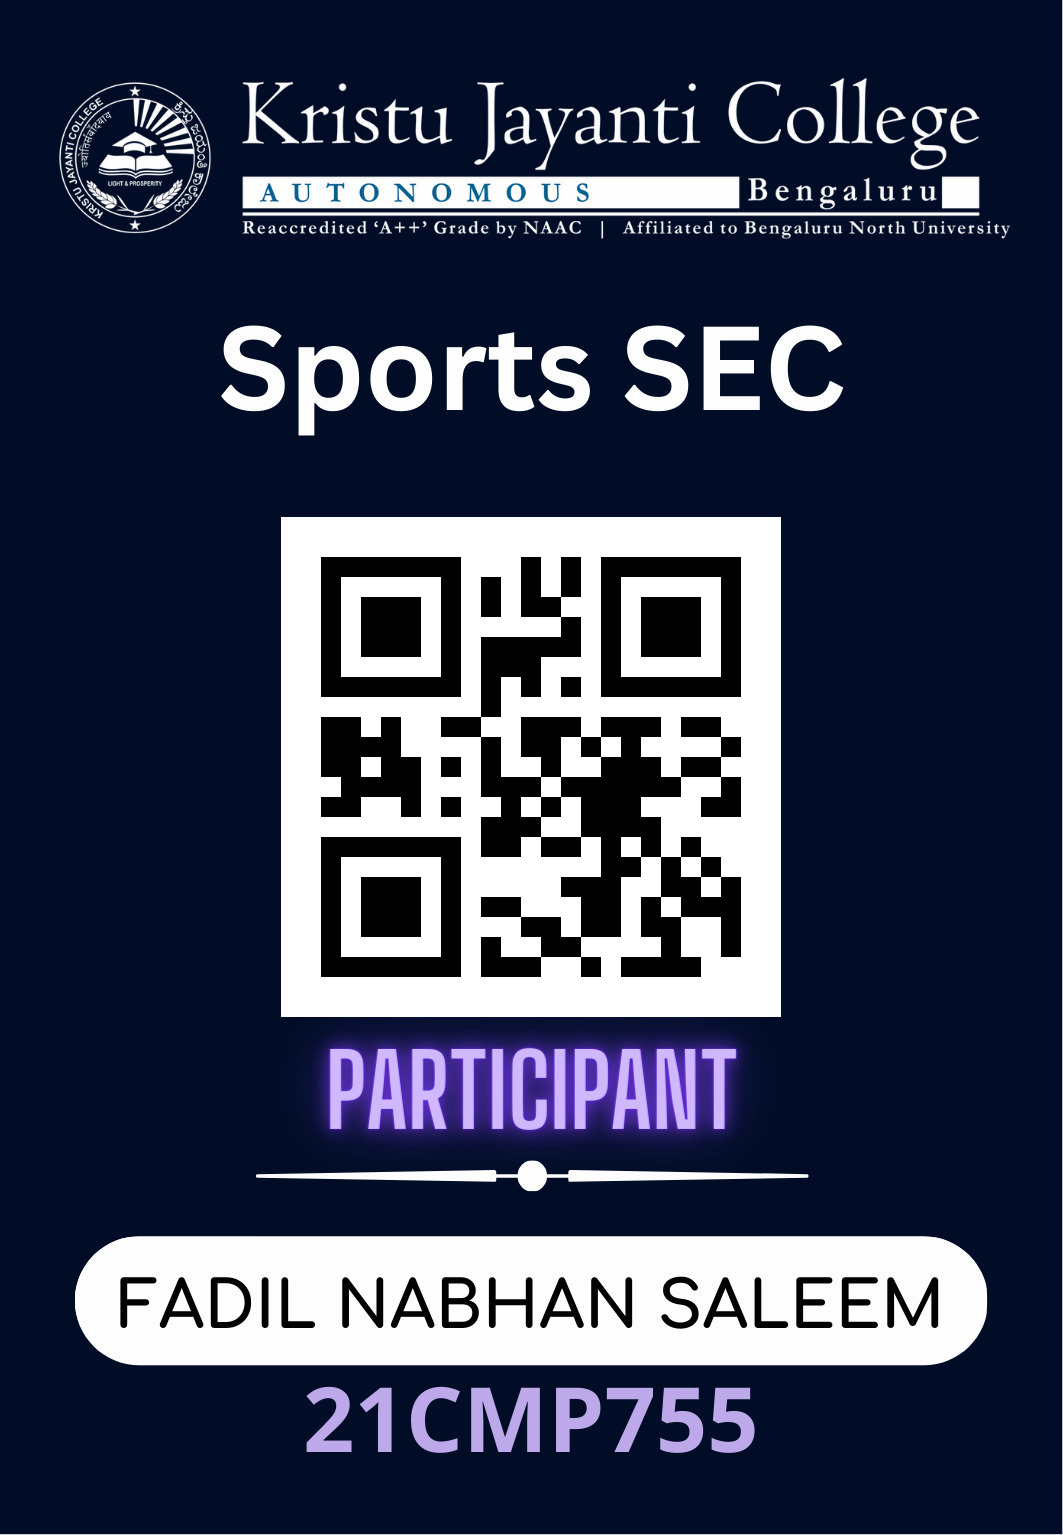 Kristu Jayanti College
AUTONOMOUS Bengaluru
Reaccredited ‘A++’ Grade by NAAC | Affiliated to Bengaluru North University
KRISTU JAYANTI COLLEGE
LIGHT & PROSPERITY
Sports SEC
PARTICIPANT
FADIL NABHAN SALEEM
21CMP755